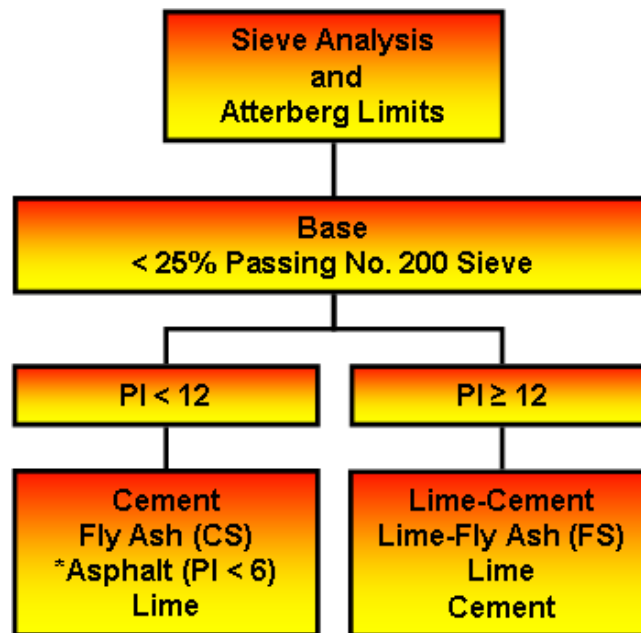 Sieve Analysis
and
Atterberg Limits
Base
< 25% Passing No. 200 Sieve
PI < 12
PI ≥ 12
Cement
Fly Ash (CS)
*Asphalt (PI < 6)
Lime
Lime-Cement
Lime-Fly Ash (FS)
Lime
Cement